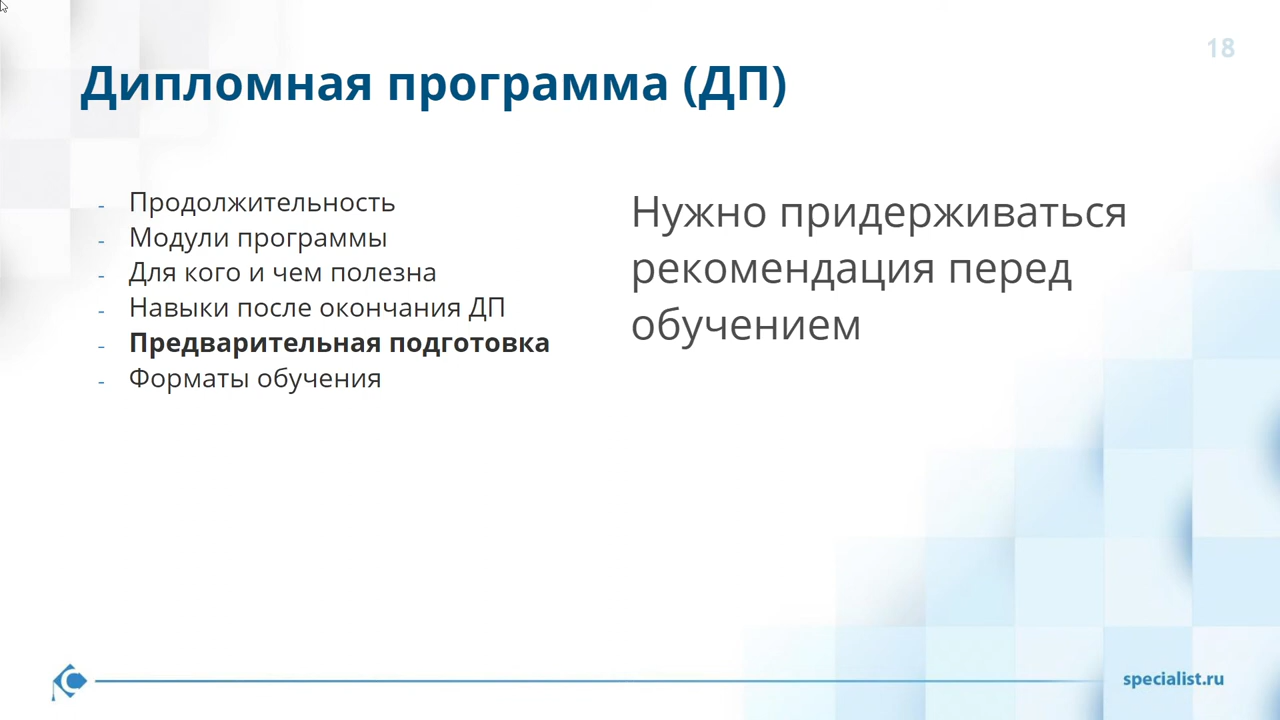 18
Дипломная программа (ДП)
- Продолжительность
- Модули программы
- Для кого и чем полезна
- Навыки после окончания ДП
- Предварительная подготовка
- Форматы обучения
Нужно придерживаться
рекомендация перед
обучением
specialist.ru